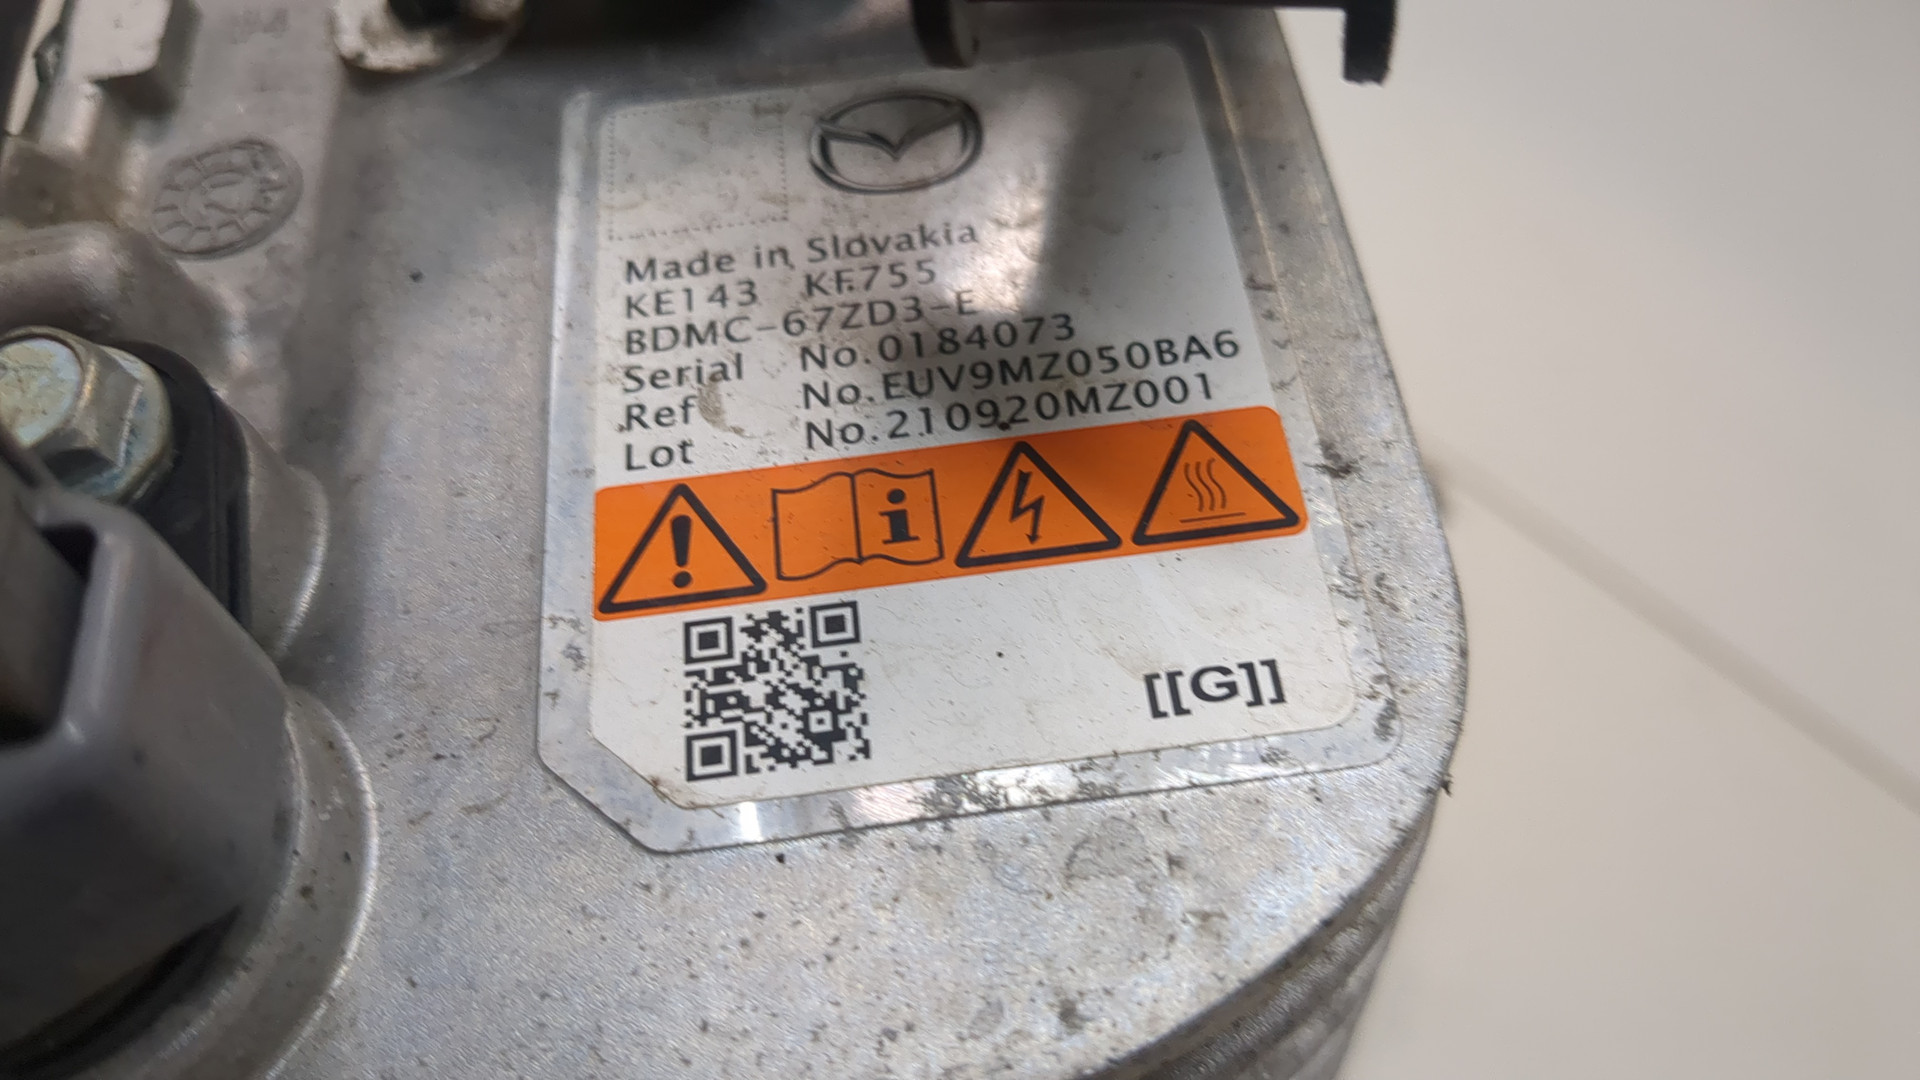 Made in Slovakia
KE143 KF755
BDMC-67ZD3-E
Serial No.0184073
Ref No.EUV9MZ050BA6
Lot No.210920MZ001
[[G]]